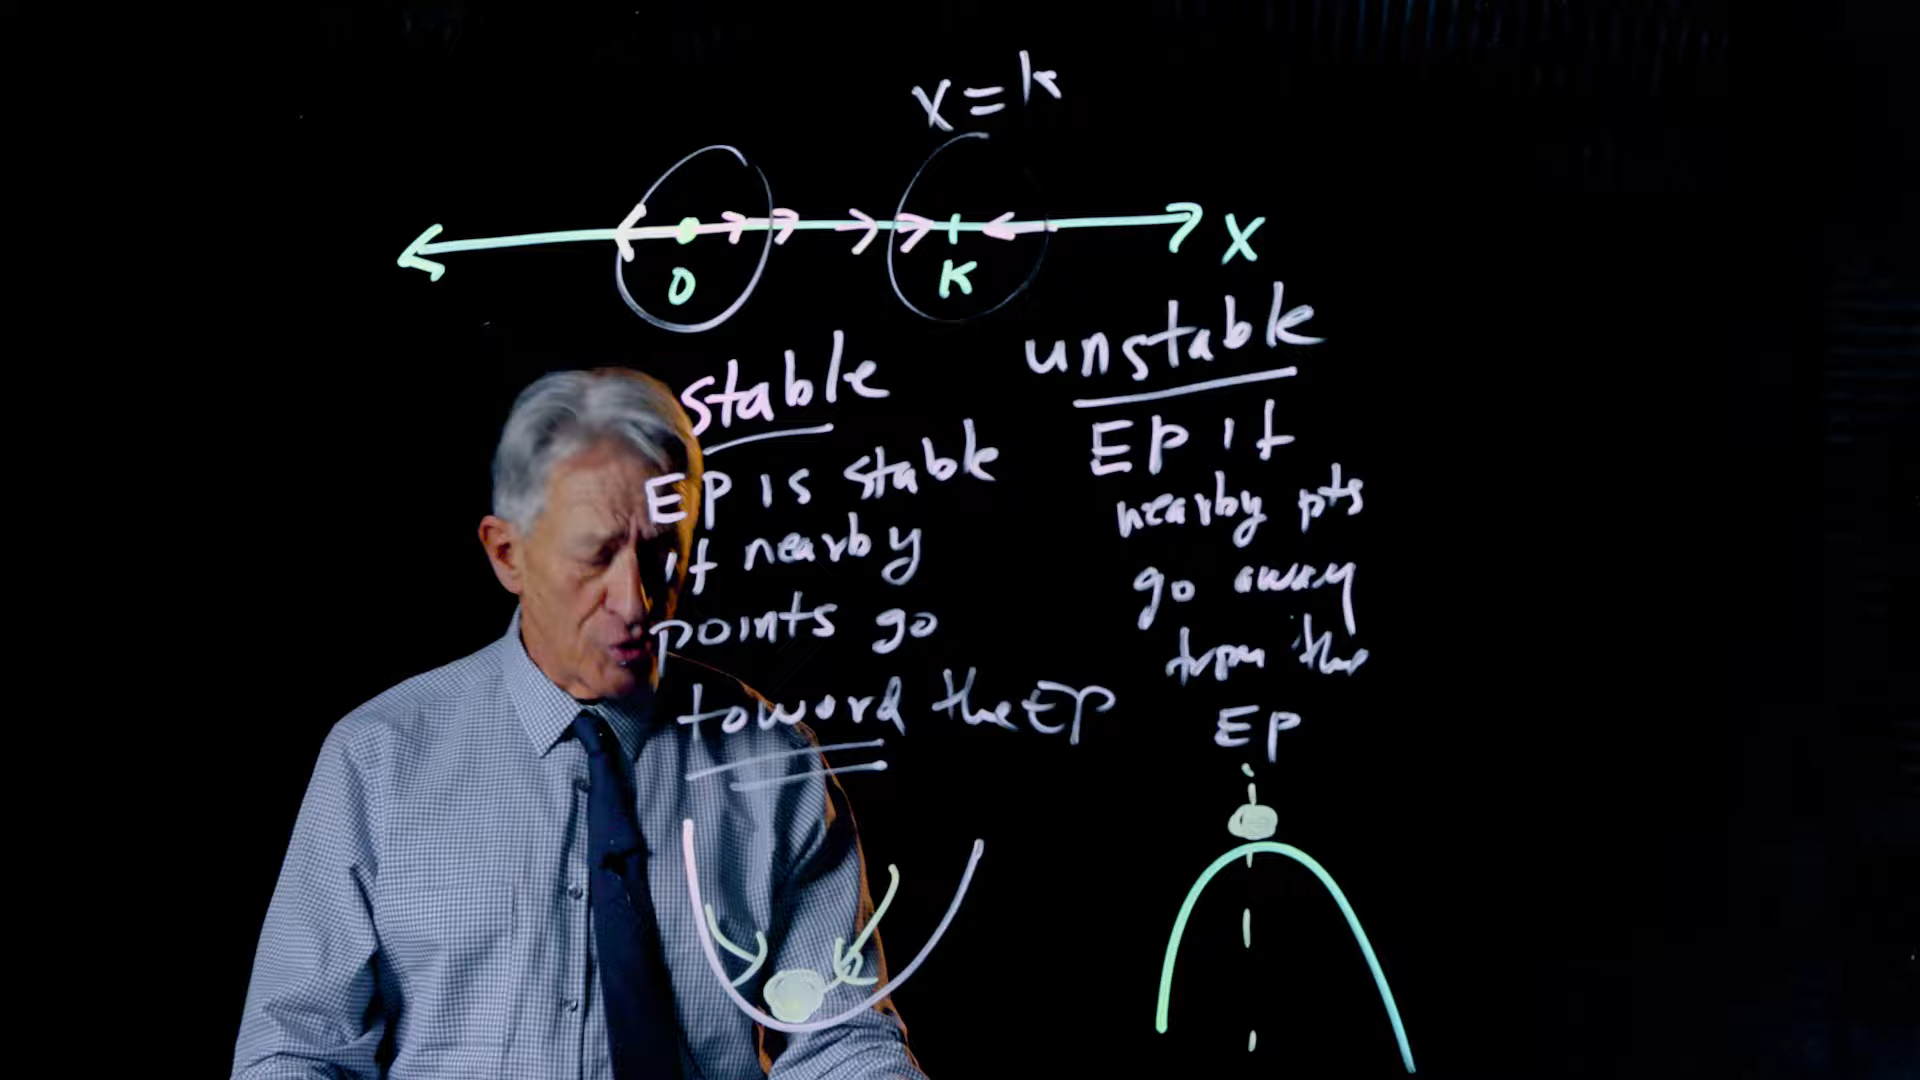 x = k
X
0
K
stable
EP is stable
if nearby
points go
toward the EP
unstable
EP if
nearby pts
go away
from the
EP